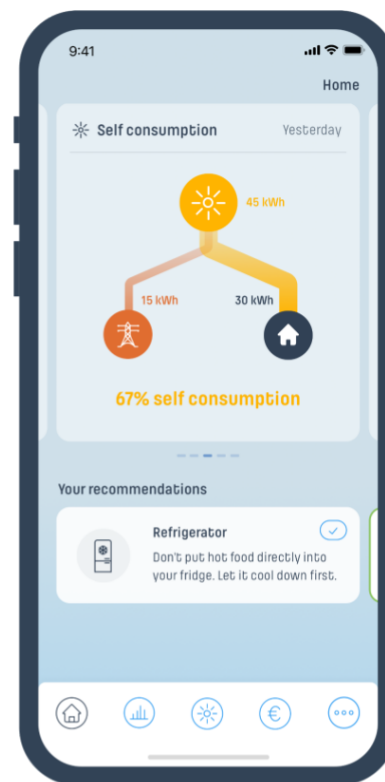 9:41
Home
Self consumption
Yesterday
45 kWh
15 kWh
30 kWh
67% self consumption
Your recommendations
Refrigerator
Don't put hot food directly into
your fridge. Let it cool down first.
€